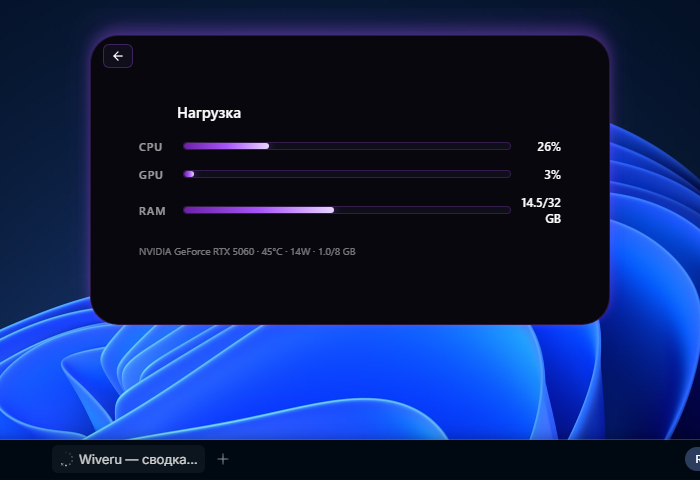 Нагрузка
CPU 26%
GPU 3%
RAM 14.5/32 GB
NVIDIA GeForce RTX 5060 · 45°C · 14W · 1.0/8 GB
Wiveru — сводка...